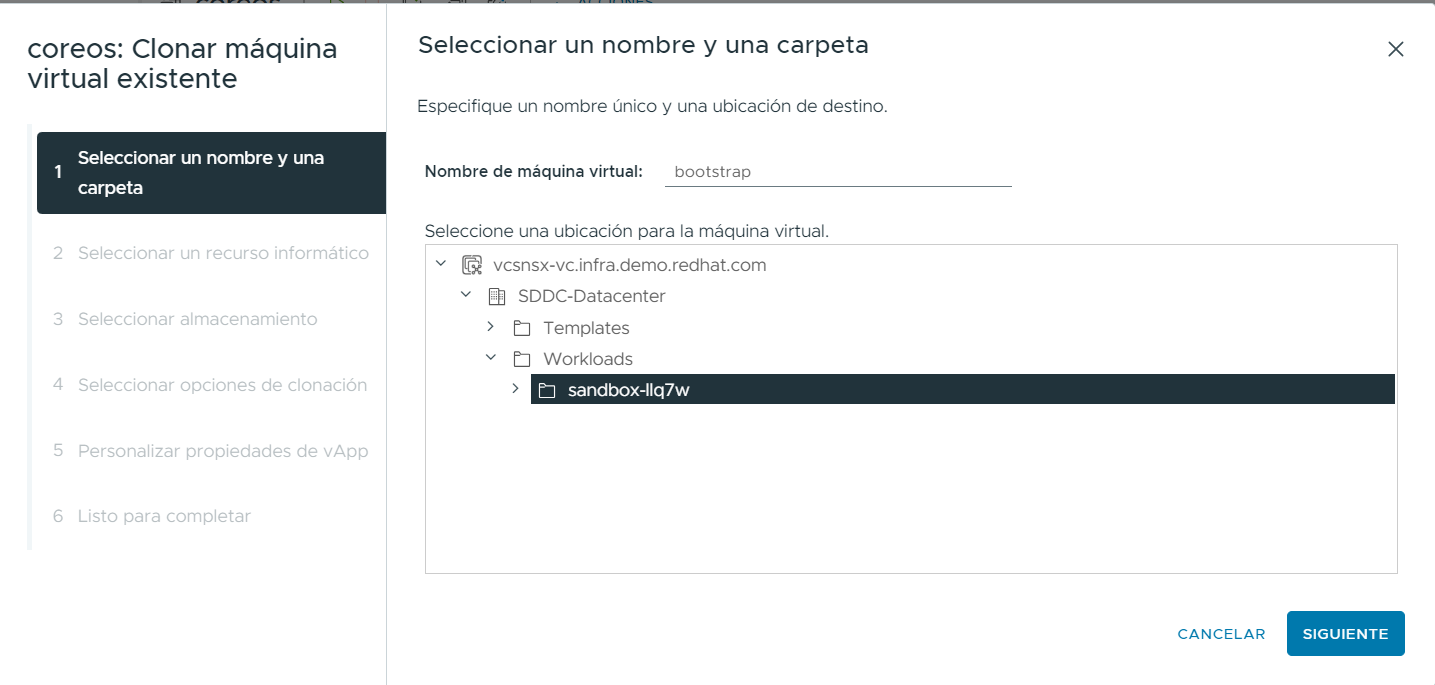 coreos: Clonar máquina
virtual existente
1 Seleccionar un nombre y una
carpeta
2 Seleccionar un recurso informático
3 Seleccionar almacenamiento
4 Seleccionar opciones de clonación
5 Personalizar propiedades de vApp
6 Listo para completar
Seleccionar un nombre y una carpeta
Especifique un nombre único y una ubicación de destino.
Nombre de máquina virtual: bootstrap
Seleccione una ubicación para la máquina virtual.
vcsnsx-vc.infra.demo.redhat.com
SDDC-Datacenter
Templates
Workloads
sandbox-llq7w
CANCELAR SIGUIENTE